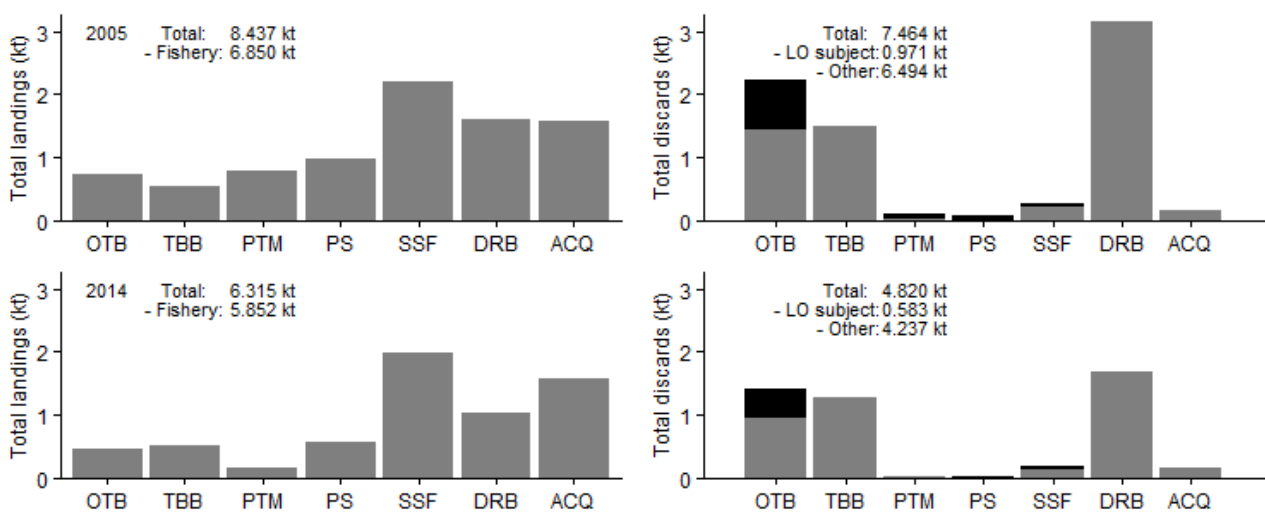 Total landings (kt)
3
2
1
0
2005 Total: 8.437 kt
- Fishery: 6.850 kt
OTB TBB PTM PS SSF DRB ACQ
Total discards (kt)
3
2
1
0
Total: 7.464 kt
- LO subject: 0.971 kt
- Other: 6.494 kt
OTB TBB PTM PS SSF DRB ACQ
Total landings (kt)
3
2
1
0
2014 Total: 6.315 kt
- Fishery: 5.852 kt
OTB TBB PTM PS SSF DRB ACQ
Total discards (kt)
3
2
1
0
Total: 4.820 kt
- LO subject: 0.583 kt
- Other: 4.237 kt
OTB TBB PTM PS SSF DRB ACQ